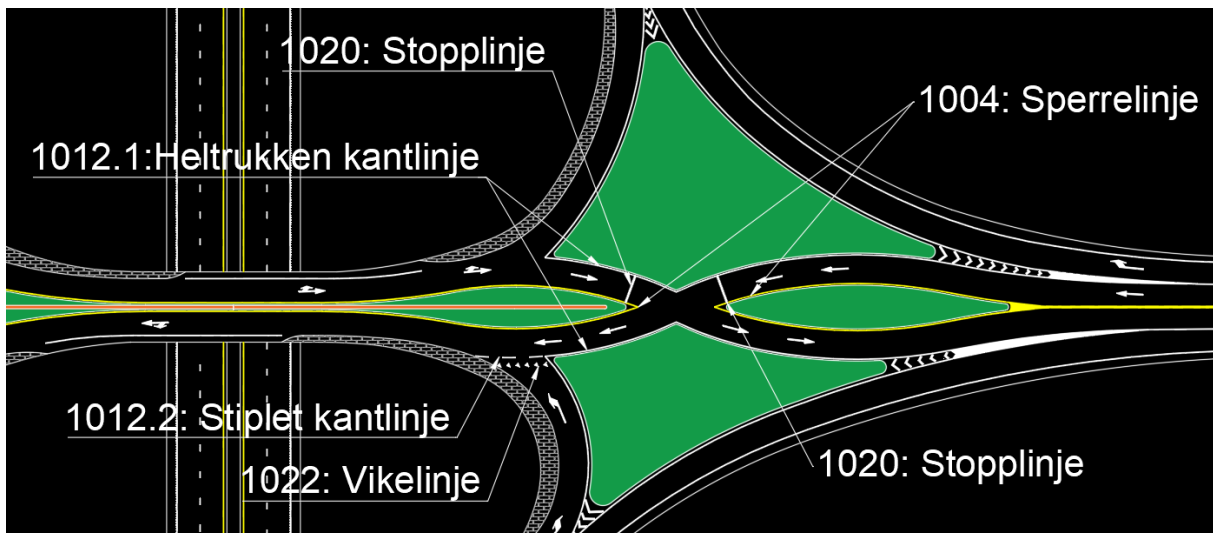 1020: Stopplinje
1004: Sperrelinje
1012.1:Heltrukken kantlinje
1012.2: Stiplet kantlinje
1020: Stopplinje
1022: Vikelinje